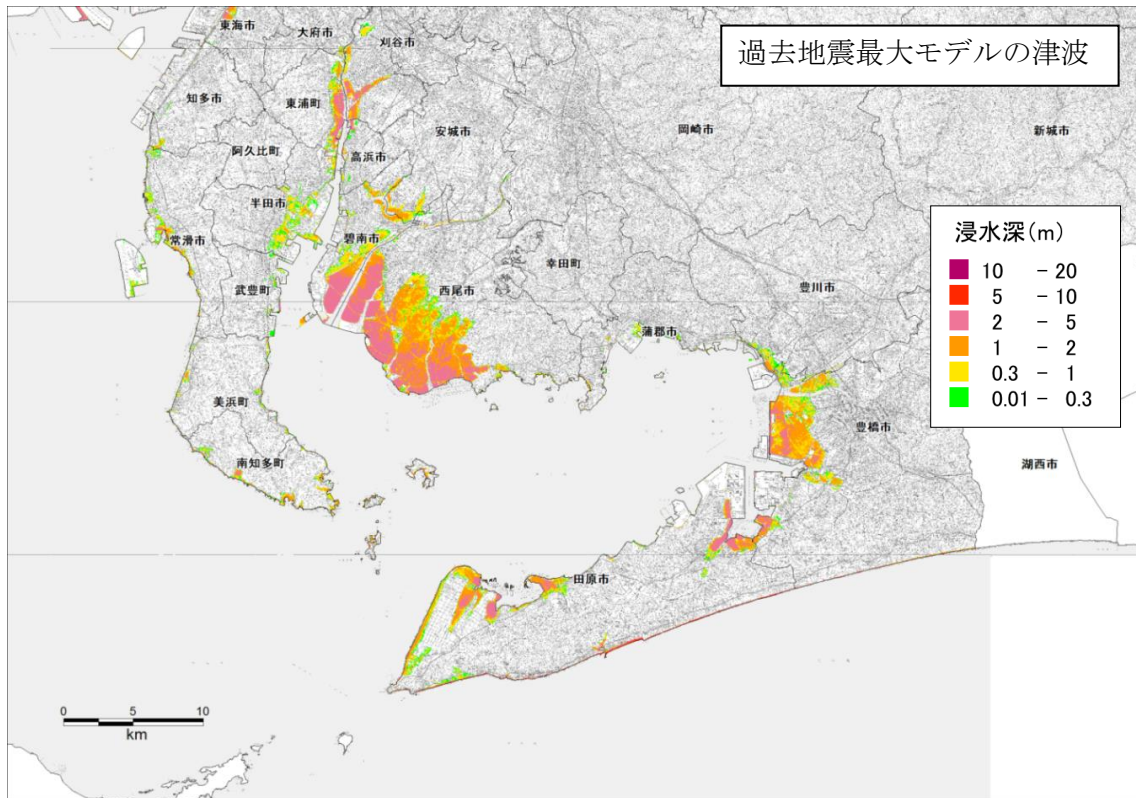 過去地震最大モデルの津波
東海市
大府市
刈谷市
知多市
東浦町
安城市
岡崎市
新城市
阿久比町
高浜市
半田市
碧南市
常滑市
幸田町
武豊町
西尾市
豊川市
蒲郡市
美浜町
豊橋市
南知多町
湖西市
田原市
浸水深(m)
10 - 20
5 - 10
2 - 5
1 - 2
0.3 - 1
0.01 - 0.3
0 5 10
km